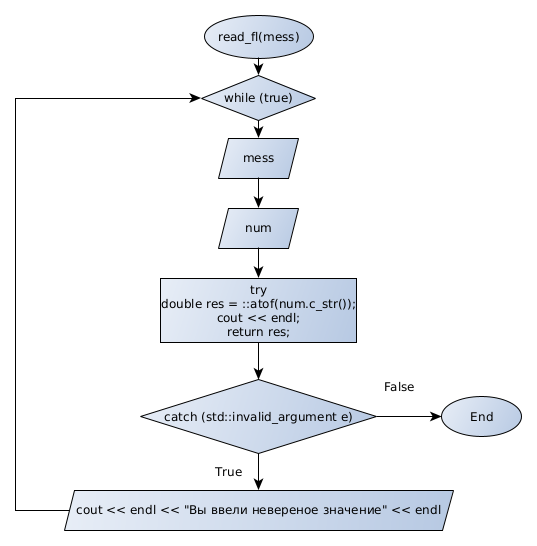 read_fl(mess)
while (true)
mess
num
try
double res = ::atof(num.c_str());
cout << endl;
return res;
False
catch (std::invalid_argument e)
End
True
cout << endl << "Вы ввели невереное значение" << endl